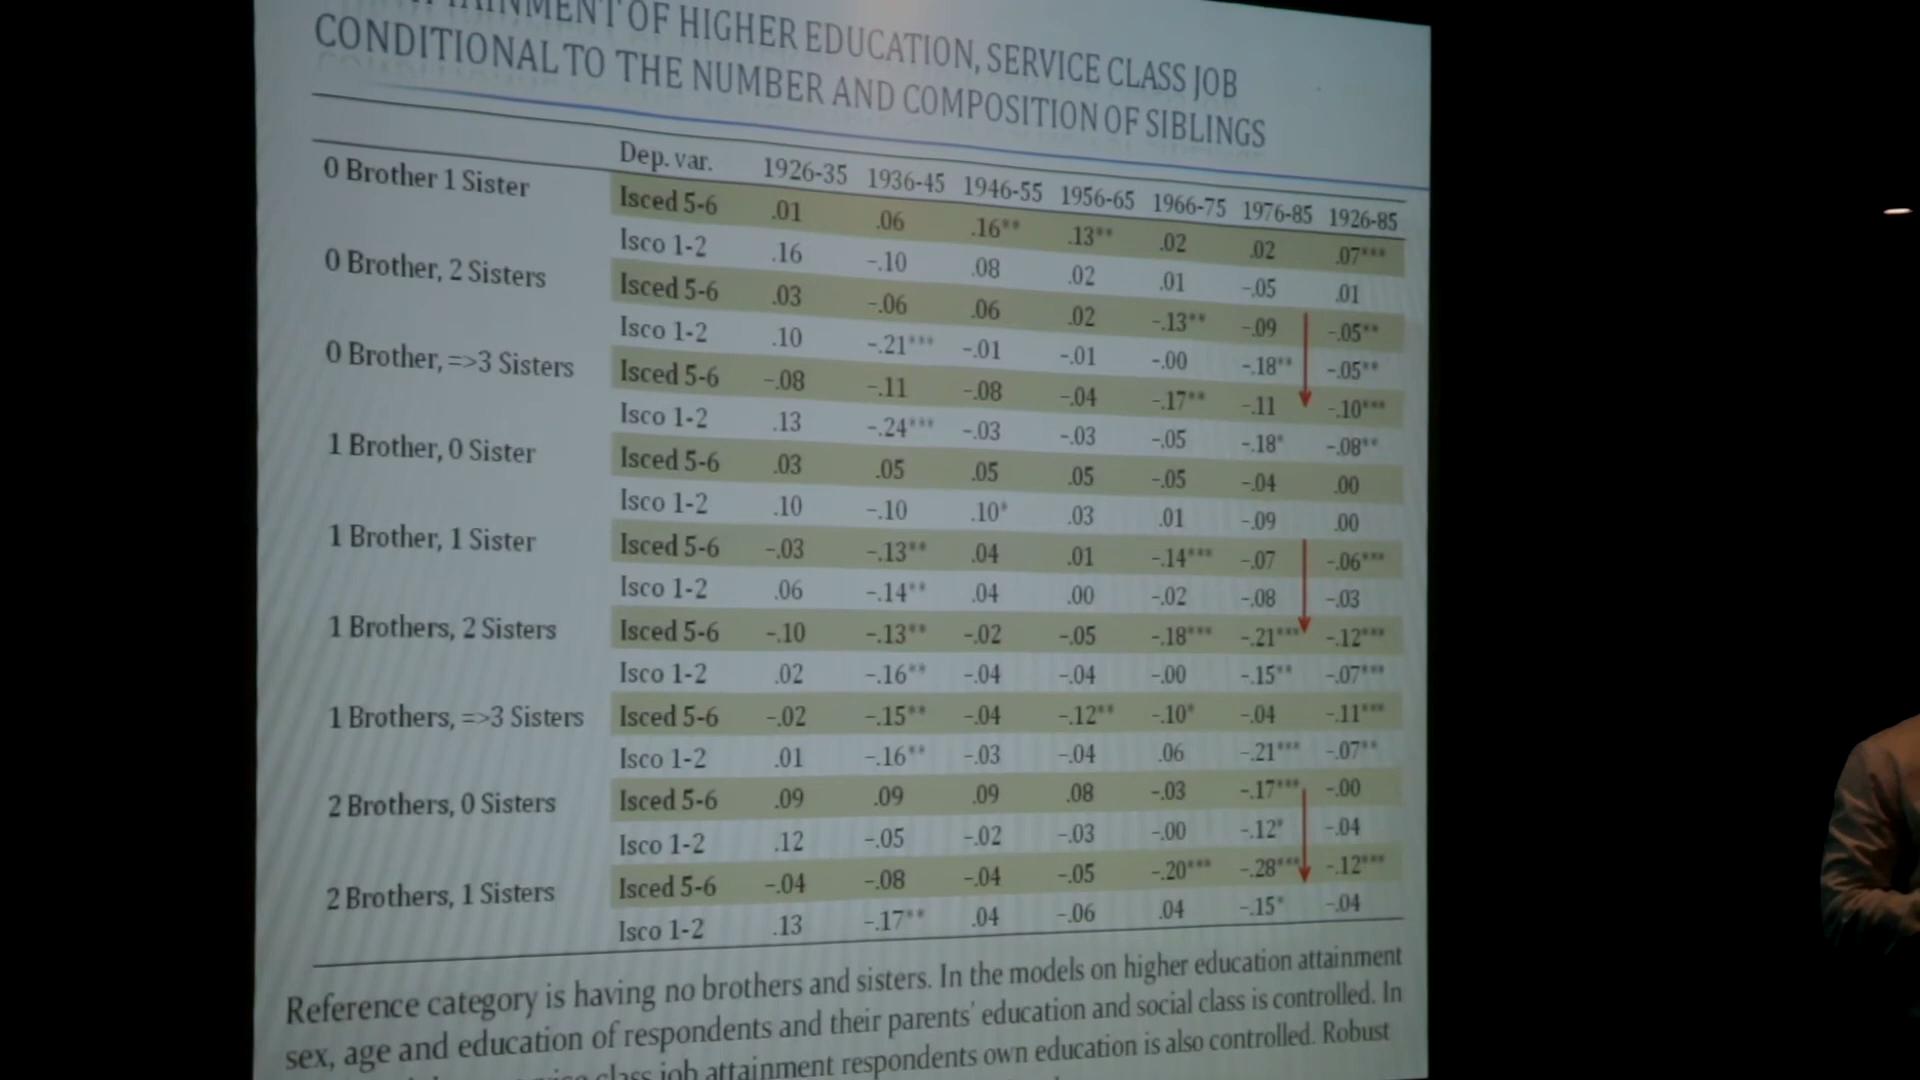 OF HIGHER EDUCATION, SERVICE CLASS JOB
CONDITIONAL TO THE NUMBER AND COMPOSITION OF SIBLINGS
Dep. var. 1926-35 1936-45 1946-55 1956-65 1966-75 1976-85 1926-85
0 Brother 1 Sister Isced 5-6 .01 .06 .16** .13** .02 .02 .07***
Isco 1-2 .16 -.10 .08 .02 .01 -.05 .01
0 Brother, 2 Sisters Isced 5-6 .03 -.06 .06 .02 -.13** -.09 -.05**
Isco 1-2 .10 -.21*** -.01 -.01 -.00 -.18** -.05**
0 Brother, =>3 Sisters Isced 5-6 -.08 -.11 -.08 -.04 -.17** -.11 -.10***
Isco 1-2 .13 -.24*** -.03 -.03 -.05 -.18* -.08**
1 Brother, 0 Sister Isced 5-6 .03 .05 .05 .05 -.05 -.04 .00
Isco 1-2 .10 -.10 .10* .03 .01 -.09 .00
1 Brother, 1 Sister Isced 5-6 -.03 -.13** .04 .01 -.14*** -.07 -.06***
Isco 1-2 .06 -.14** .04 .00 -.02 -.08 -.03
1 Brothers, 2 Sisters Isced 5-6 -.10 -.13** -.02 -.05 -.18*** -.21*** -.12***
Isco 1-2 .02 -.16** -.04 -.04 -.00 -.15** -.07***
1 Brothers, =>3 Sisters Isced 5-6 -.02 -.15** -.04 -.12** -.10* -.04 -.11***
Isco 1-2 .01 -.16** -.03 -.04 .06 -.21*** -.07**
2 Brothers, 0 Sisters Isced 5-6 .09 .09 .09 .08 -.03 -.17*** -.00
Isco 1-2 .12 -.05 -.02 -.03 -.00 -.12* -.04
2 Brothers, 1 Sisters Isced 5-6 -.04 -.08 -.04 -.05 -.20*** -.28*** -.12***
Isco 1-2 .13 -.17** .04 -.06 .04 -.15* -.04
Reference category is having no brothers and sisters. In the models on higher education attainment
sex, age and education of respondents and their parents' education and social class is controlled. In
class job attainment respondents own education is also controlled. Robust